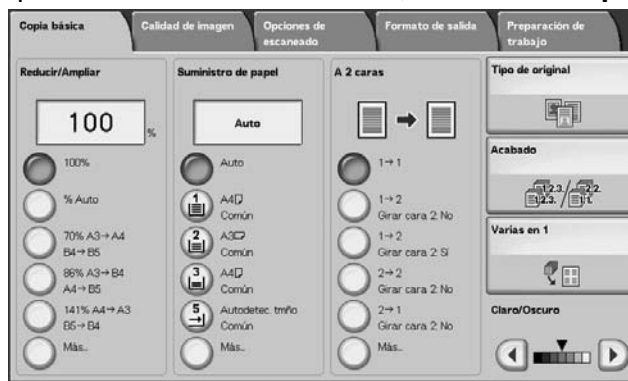 Copia básica
Calidad de imagen
Opciones de
escaneado
Formato de salida
Preparación de
trabajo
Reducir/Ampliar
100 %
100%
% Auto
70% A3→A4
B4→B5
86% A3→B4
A4→B5
141% A4→A3
B5→B4
Más...
Suministro de papel
Auto
Auto
1 A4
Común
2 A3
Común
3 A4
Común
5 Autodetec. tmño
Común
Más...
A 2 caras
1→1
1→2
Girar cara 2: No
1→2
Girar cara 2: Sí
2→2
Girar cara 2: No
2→1
Girar cara 2: No
Más...
Tipo de original
Acabado
Varias en 1
Claro/Oscuro